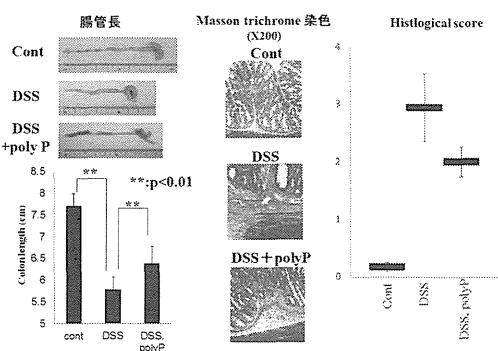 腸管長
Cont
DSS
DSS
+poly P
**:p<0.01
**
**
8.5
8
7.5
7
6.5
6
5.5
5
Colon length (cm)
cont
DSS
DSS,
polyP
Masson trichrome 染色
(X200)
Cont
DSS
DSS+polyP
Histlogical score
4
3
2
1
0
Cont
DSS
DSS, polyP